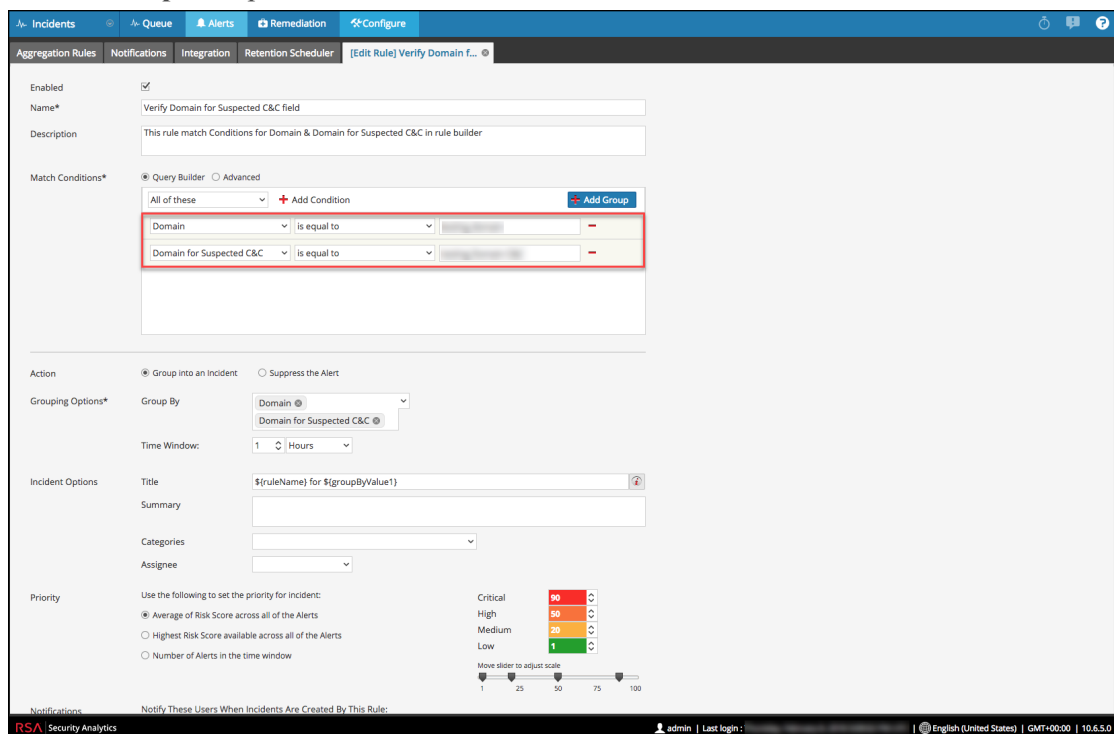 Incidents Queue Alerts Remediation Configure
Aggregation Rules Notifications Integration Retention Scheduler [Edit Rule] Verify Domain f...
Enabled
Name* Verify Domain for Suspected C&C field
Description This rule match Conditions for Domain & Domain for Suspected C&C in rule builder
Match Conditions* Query Builder Advanced
All of these Add Condition Add Group
Domain is equal to
Domain for Suspected C&C is equal to
Action Group into an Incident Suppress the Alert
Grouping Options* Group By Domain
Domain for Suspected C&C
Time Window: 1 Hours
Incident Options Title ${ruleName} for ${groupByValue1}
Summary
Categories
Assignee
Priority Use the following to set the priority for incident: Critical 90
Average of Risk Score across all of the Alerts High 50
Highest Risk Score available across all of the Alerts Medium 20
Number of Alerts in the time window Low 1
Move slider to adjust scale
1 25 50 75 100
Notifications Notify These Users When Incidents Are Created By This Rule:
RSA Security Analytics admin | Last login : | English (United States) | GMT+00:00 | 10.6.5.0